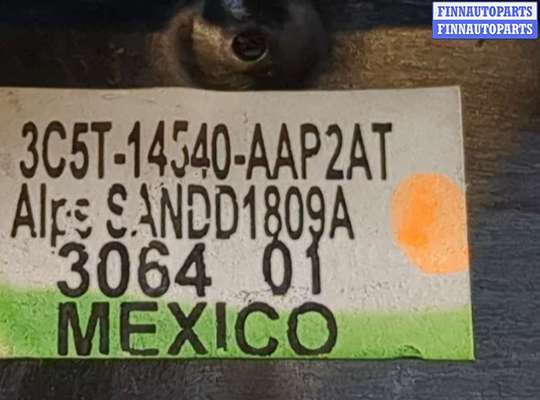 FINNAUTOPARTS
FINNAUTOPARTS
3C5T-14540-AAP2AT
Alps SANDD1809A
3064 01
MEXICO